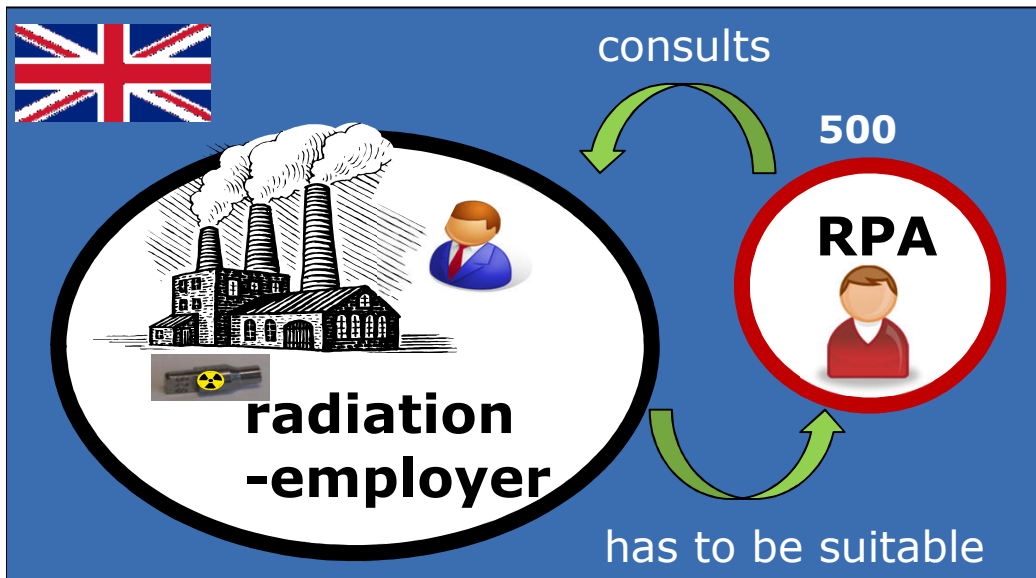 consults
500
RPA
radiation
-employer
has to be suitable